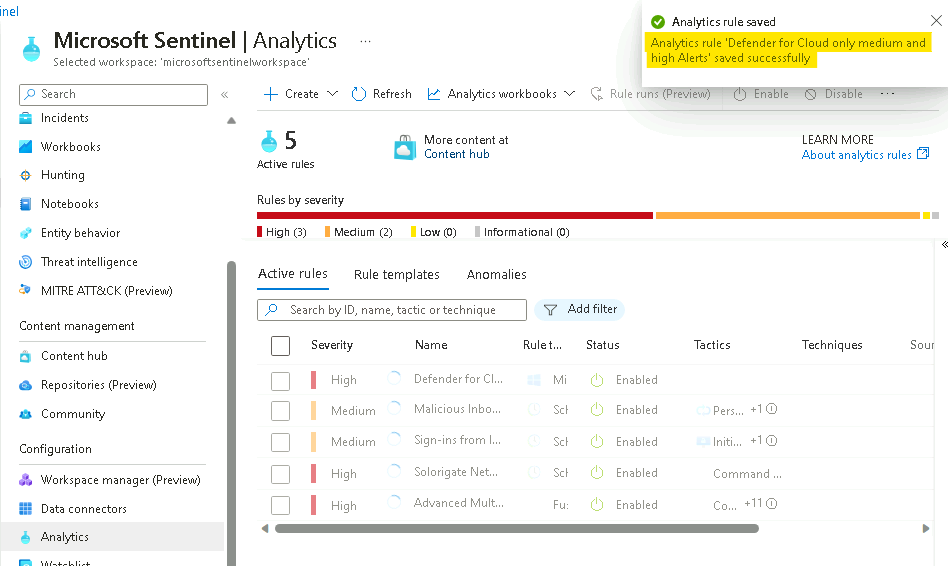 nel
Microsoft Sentinel | Analytics ...
Selected workspace: 'microsoftsentinelworkspace'
Analytics rule saved
Analytics rule 'Defender for Cloud only medium and
high Alerts' saved successfully
Search
«
Incidents
Workbooks
Hunting
Notebooks
Entity behavior
Threat intelligence
MITRE ATT&CK (Preview)
Content management
Content hub
Repositories (Preview)
Community
Configuration
Workspace manager (Preview)
Data connectors
Analytics
Watchlist
Create
Refresh
Analytics workbooks
Rule runs (Preview)
Enable
Disable
...
5
Active rules
More content at
Content hub
LEARN MORE
About analytics rules
Rules by severity
High (3) Medium (2) Low (0) Informational (0)
«
Active rules Rule templates Anomalies
Search by ID, name, tactic or technique
Add filter
Severity Name Rule t... Status Tactics Techniques Sour
High Defender for Cl... Mi Enabled
Medium Malicious Inbo... Scl Enabled Pers... +1
Medium Sign-ins from I... Scl Enabled Initi... +1
High Solorigate Net... Scl Enabled Command ...
High Advanced Mult... Fu: Enabled Co... +11